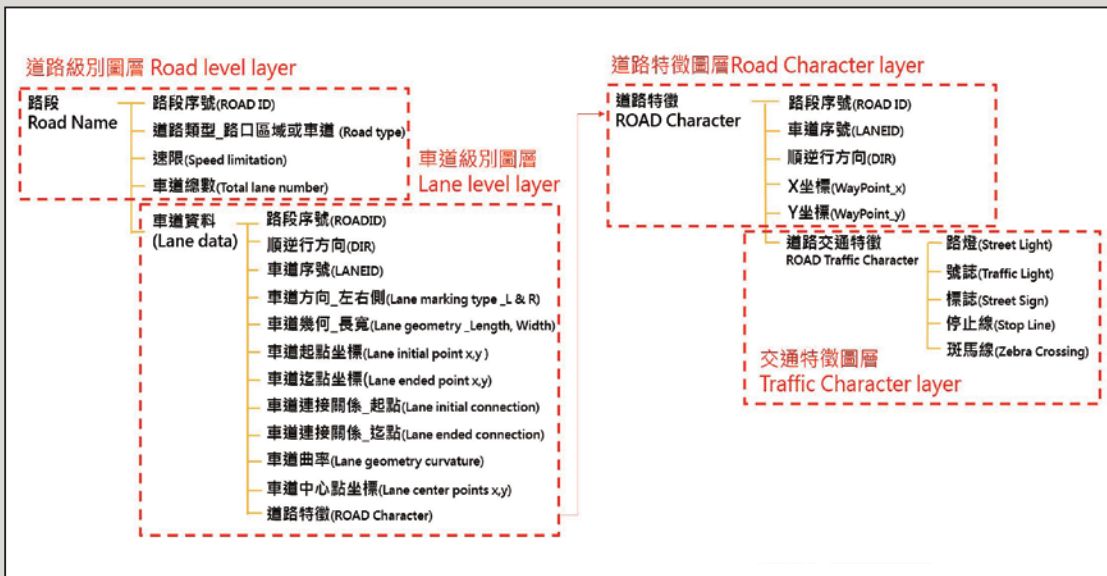 道路級別圖層 Road level layer
路段
Road Name
路段序號(ROAD ID)
道路類型_路口區域或車道 (Road type)
速限(Speed limitation)
車道總數(Total lane number)
車道級別圖層
Lane level layer
車道資料
(Lane data)
路段序號(ROADID)
順逆行方向(DIR)
車道序號(LANEID)
車道方向_左右側(Lane marking type _L & R)
車道幾何_長寬(Lane geometry _Length, Width)
車道起點坐標(Lane initial point x,y )
車道迄點坐標(Lane ended point x,y)
車道連接關係_起點(Lane initial connection)
車道連接關係_迄點(Lane ended connection)
車道曲率(Lane geometry curvature)
車道中心點坐標(Lane center points x,y)
道路特徵(ROAD Character)
道路特徵圖層Road Character layer
道路特徵
ROAD Character
路段序號(ROAD ID)
車道序號(LANEID)
順逆行方向(DIR)
X坐標(WayPoint_x)
Y坐標(WayPoint_y)
道路交通特徵
ROAD Traffic Character
路燈(Street Light)
號誌(Traffic Light)
標誌(Street Sign)
停止線(Stop Line)
斑馬線(Zebra Crossing)
交通特徵圖層
Traffic Character layer